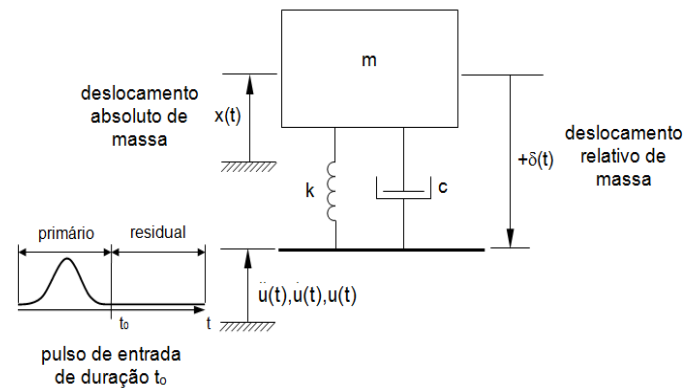 m
deslocamento
absoluto de
massa
x(t)
+δ(t)
deslocamento
relativo de
massa
k
c
primário
residual
ü(t),u̇(t),u(t)
t₀
t
pulso de entrada
de duração t₀